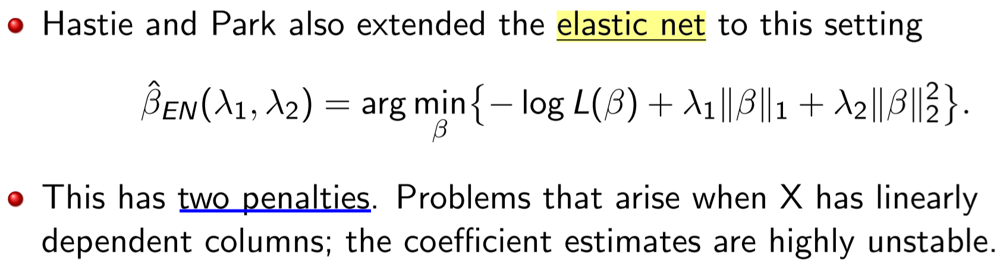 • Hastie and Park also extended the elastic net to this setting
$\hat{\beta}_{EN}(\lambda_1, \lambda_2) = \arg\min_{\beta}\{-\log L(\beta) + \lambda_1\|\beta\|_1 + \lambda_2\|\beta\|_2^2\}.$
• This has two penalties. Problems that arise when X has linearly
dependent columns; the coefficient estimates are highly unstable.